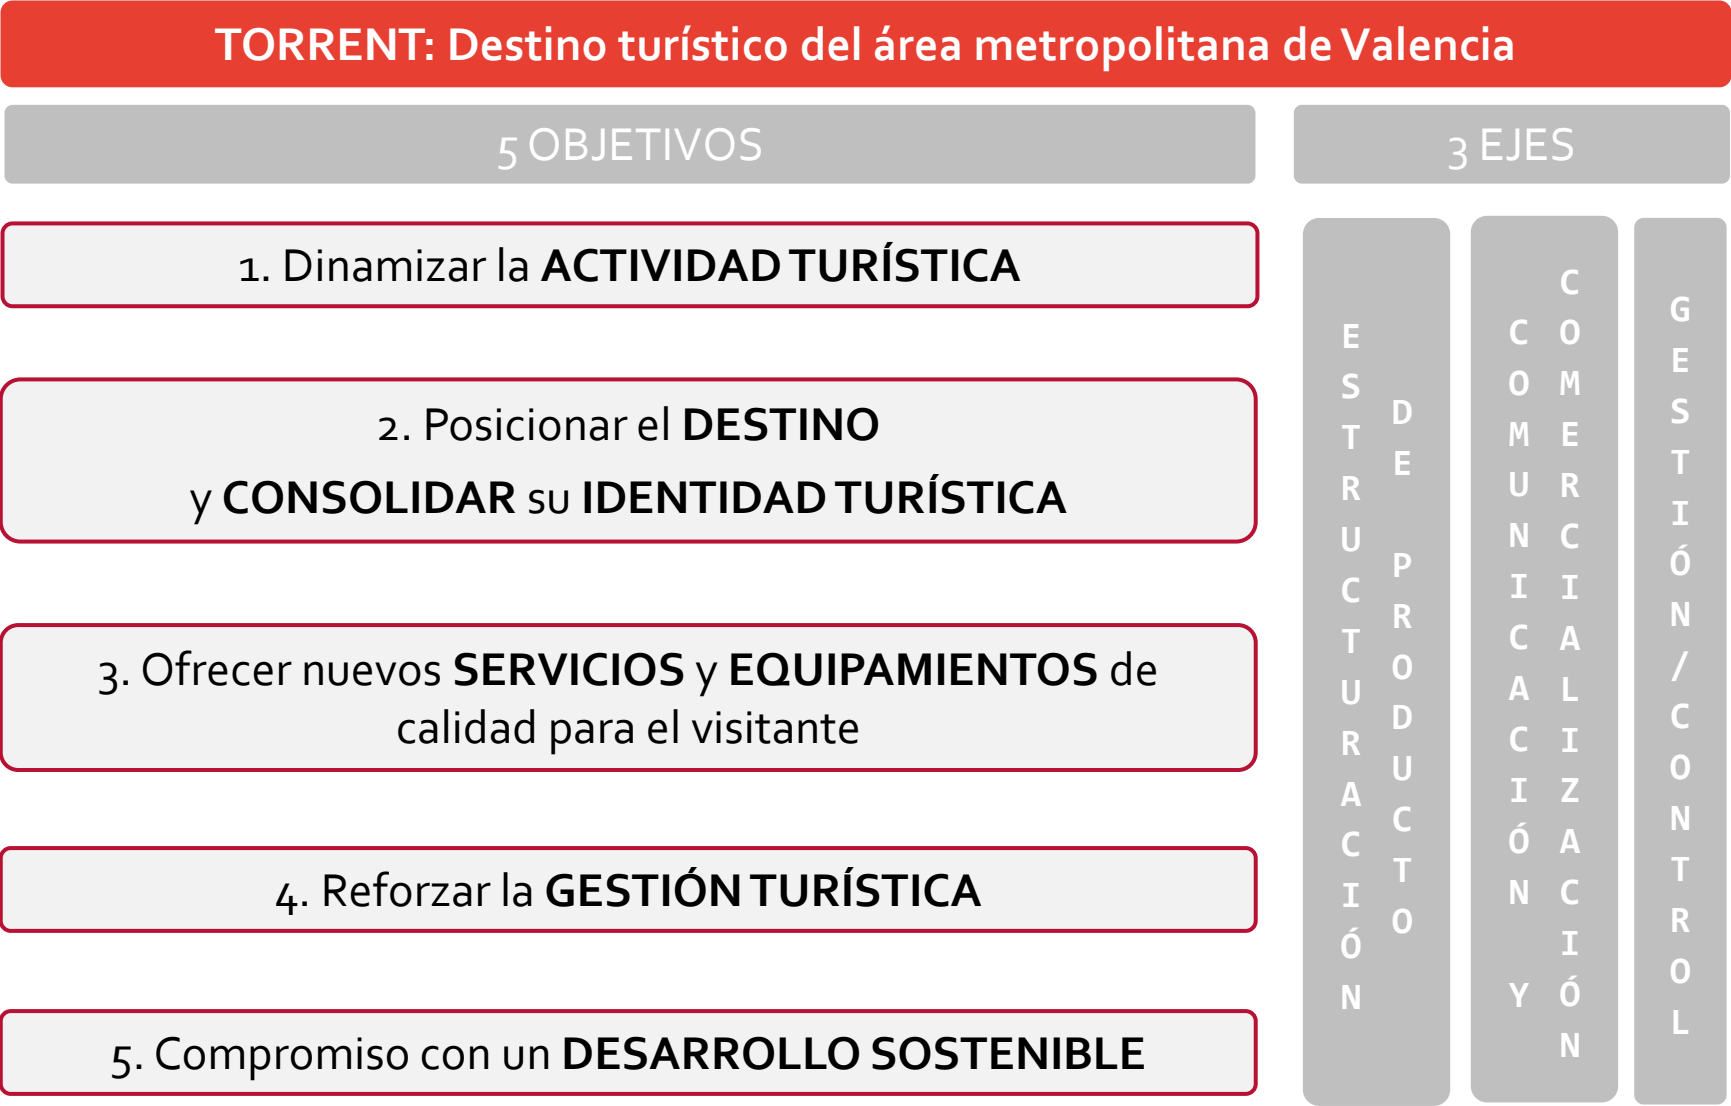 TORRENT: Destino turístico del área metropolitana de Valencia
5 OBJETIVOS
3 EJES
1. Dinamizar la ACTIVIDAD TURÍSTICA
2. Posicionar el DESTINO
y CONSOLIDAR su IDENTIDAD TURÍSTICA
3. Ofrecer nuevos SERVICIOS y EQUIPAMIENTOS de
calidad para el visitante
4. Reforzar la GESTIÓN TURÍSTICA
5. Compromiso con un DESARROLLO SOSTENIBLE
ESTRUCTURACIÓN
DE PRODUCTO
COMUNICACIÓN Y
COMERCIALIZACIÓN
GESTIÓN/CONTROL